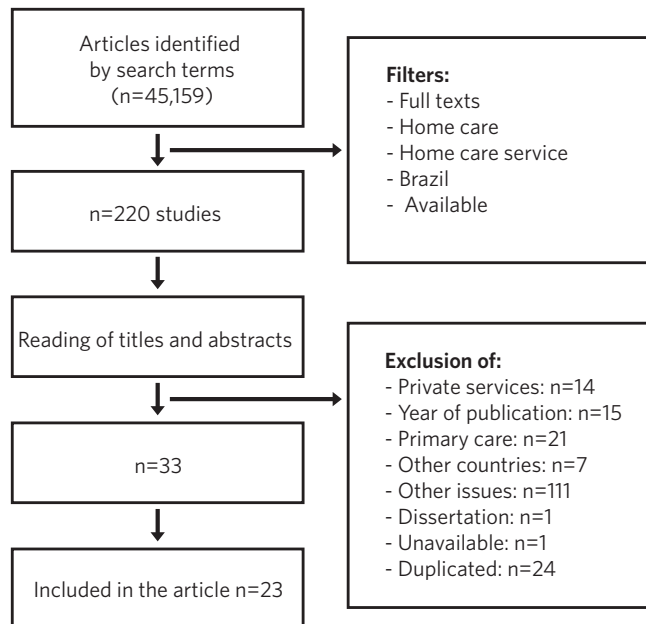 Articles identified
by search terms
(n=45,159)
Filters:
- Full texts
- Home care
- Home care service
- Brazil
- Available
n=220 studies
Reading of titles and abstracts
Exclusion of:
- Private services: n=14
- Year of publication: n=15
- Primary care: n=21
- Other countries: n=7
- Other issues: n=111
- Dissertation: n=1
- Unavailable: n=1
- Duplicated: n=24
n=33
Included in the article n=23